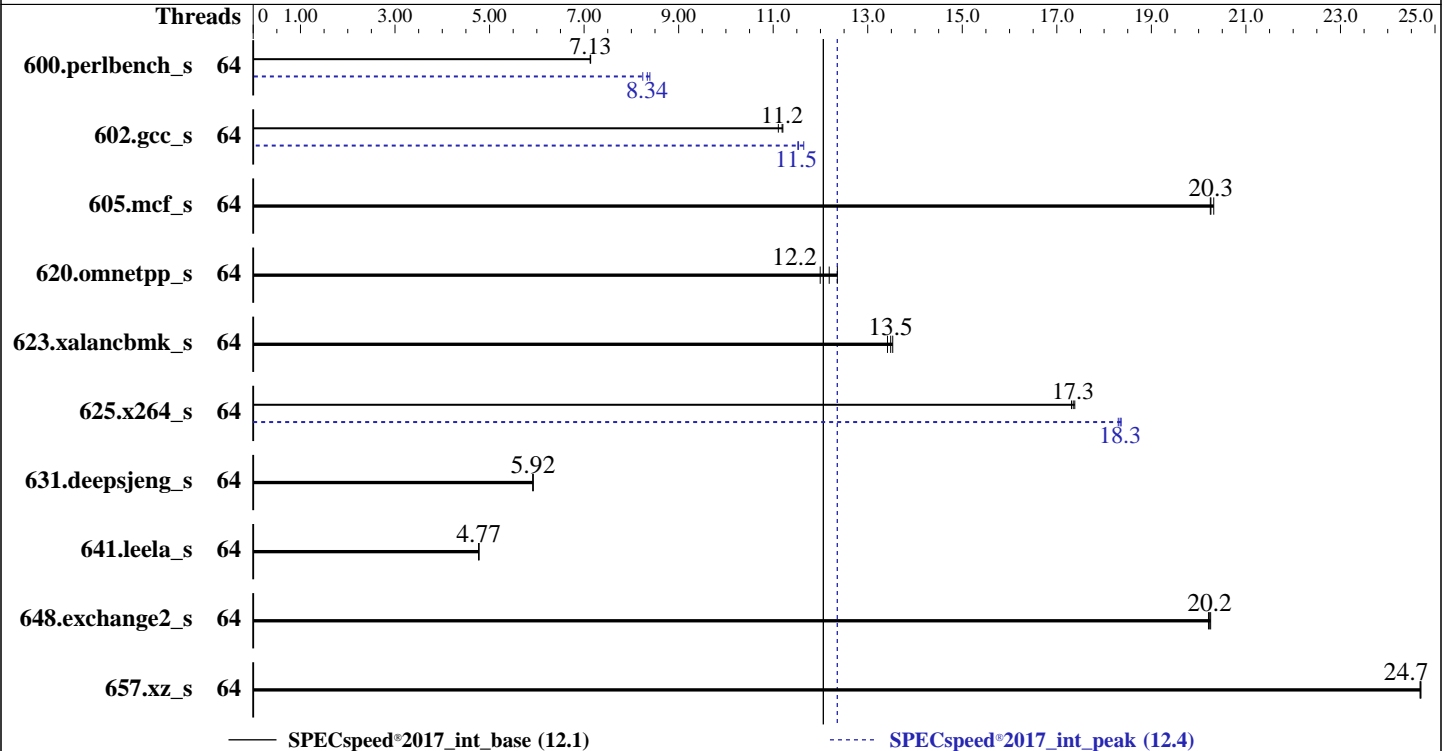 Threads 0 1.00 3.00 5.00 7.00 9.00 11.0 13.0 15.0 17.0 19.0 21.0 23.0 25.0
600.perlbench_s 64 7.13
8.34
602.gcc_s 64 11.2
11.5
605.mcf_s 64 20.3
620.omnetpp_s 64 12.2
623.xalancbmk_s 64 13.5
625.x264_s 64 17.3
18.3
631.deepsjeng_s 64 5.92
641.leela_s 64 4.77
648.exchange2_s 64 20.2
657.xz_s 64 24.7
SPECspeed®2017_int_base (12.1) SPECspeed®2017_int_peak (12.4)